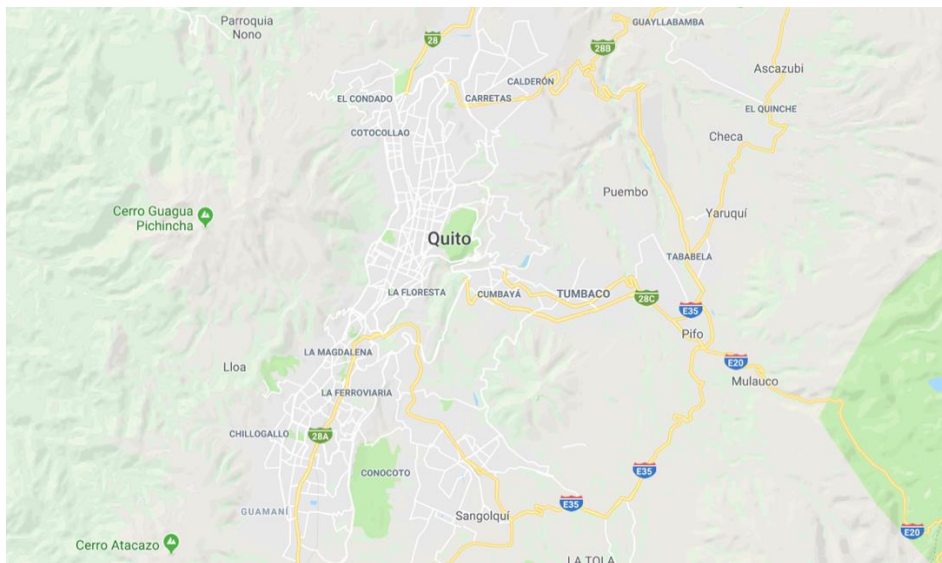 Parroquia
Nono
28
GUAYLLABAMBA
28B
Ascazubi
CALDERÓN
EL CONDADO
CARRETAS
EL QUINCHE
COTOCOLLAO
Checa
Puembo
Cerro Guagua
Pichincha
Yaruquí
Quito
TABABELA
LA FLORESTA
CUMBAYÁ
TUMBACO
28C
E35
Pifo
LA MAGDALENA
E20
Lloa
Mulauco
LA FERROVIARIA
CHILLOGALLO
28A
CONOCOTO
E35
E35
GUAMANÍ
Sangolquí
E20
Cerro Atacazo
LA TOLA